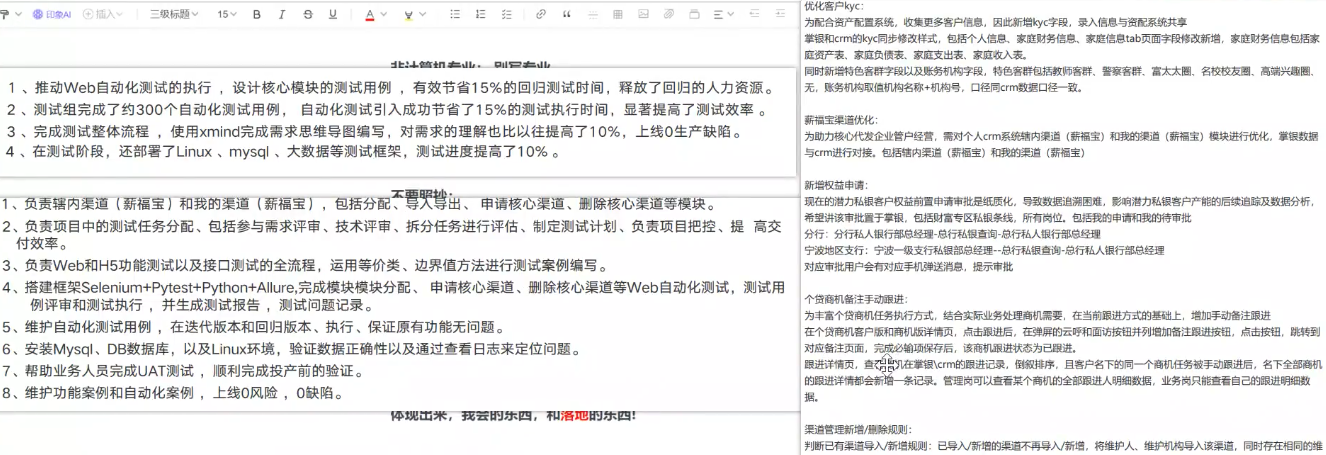 印象AI
插入
三级标题
15
B
I
U
A
非计算机专业： 别写专业
1 、推动Web自动化测试的执行 ，设计核心模块的测试用例 ，有效节省15%的回归测试时间，释放了回归的人力资源。
2 、测试组完成了约300个自动化测试用例， 自动化测试引入成功节省了15%的测试执行时间，显著提高了测试效率 。
3 、完成测试整体流程 ，使用xmind完成需求思维导图编写，对需求的理解也比以往提高了10%，上线0生产缺陷。
4 、在测试阶段，还部署了Linux 、mysql 、大数据等测试框架，测试进度提高了10% 。
不要照抄：
1、负责辖内渠道（薪福宝）和我的渠道（薪福宝），包括分配、导入导出、 申请核心渠道、删除核心渠道等模块。
2、负责项目中的测试任务分配、包括参与需求评审、技术评审、拆分任务进行评估、制定测试计划、负责项目把控、提 高交
付效率。
3、负责Web和H5功能测试以及接口测试的全流程，运用等价类、边界值方法进行测试案例编写。
4、搭建框架Selenium+Pytest+Python+Allure,完成模块模块分配、 申请核心渠道、删除核心渠道等Web自动化测试，测试用
例评审和测试执行 ，并生成测试报告 ，测试问题记录。
5、维护自动化测试用例 ，在迭代版本和回归版本、执行、保证原有功能无问题。
6、安装Mysql、DB数据库，以及Linux环境，验证数据正确性以及通过查看日志来定位问题。
7、帮助业务人员完成UAT测试 ，顺利完成投产前的验证。
8、维护功能案例和自动化案例 ，上线0风险 ，0缺陷。
体现出来，我会的东西，和落地的东西!
优化客户kyc：
为配合资产配置系统，收集更多客户信息，因此新增kyc字段，录入信息与资配系统共享
掌银和crm的kyc同步修改样式，包括个人信息、家庭财务信息、家庭信息tab页面字段修改新增，家庭财务信息包括家
庭资产表、家庭负债表、家庭支出表、家庭收入表。
同时新增特色客群字段以及账务机构字段，特色客群包括教师客群、警察客群、富太太圈、名校校友圈、高端兴趣圈、
无，账务机构取值机构名称+机构号，口径同crm数据口径一致。
薪福宝渠道优化：
为助力核心代发企业管户经营，需对个人crm系统辖内渠道（薪福宝）和我的渠道（薪福宝）模块进行优化，掌银数据
与crm进行对接。包括辖内渠道（薪福宝）和我的渠道（薪福宝）
新增权益申请：
现在的潜力私银客户权益前置申请审批是纸质化，导致数据追溯困难，影响潜力私银客户产能的后续追踪及数据分析，
希望讲该审批置于掌银，包括财富专区私银条线，所有岗位。包括我的申请和我的待审批
分行：分行私人银行部总经理-总行私银查询-总行私人银行部总经理
宁波地区支行：宁波一级支行私银部总经理--总行私银查询-总行私人银行部总经理
对应审批用户会有对应手机弹送消息，提示审批
个贷商机备注手动跟进：
为丰富个贷商机任务执行方式，结合实际业务处理商机需要，在当前跟进方式的基础上，增加手动备注跟进
在个贷商机客户版和商机版详情页，点击跟进后，在弹屏的云呼和面访按钮并列增加备注跟进按钮，点击按钮，跳转到
对应备注页面，完成必输项保存后，该商机跟进状态为已跟进。
跟进详情页，查机在掌银\crm的跟进记录，倒叙排序，且客户名下的同一个商机任务被手动跟进后，名下全部商机
的跟进详情都会新增一条记录。管理岗可以查看某个商机的全部跟进人明细数据，业务岗只能查看自己的跟进明细数
据。
渠道管理新增/删除规则：
判断已有渠道导入/新增规则：已导入/新增的渠道不再导入/新增，将维护人、维护机构导入该渠道，同时存在相同的维